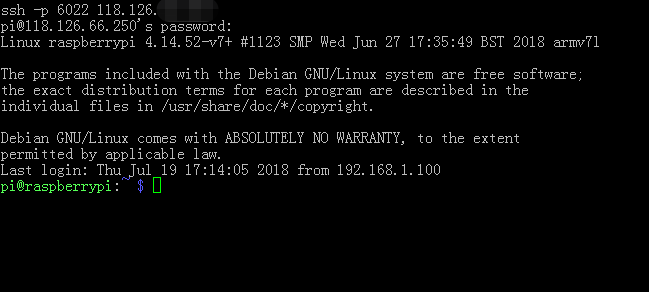 ssh -p 6022 118.126.
pi@118.126.66.250's password:
Linux raspberrypi 4.14.52-v7+ #1123 SMP Wed Jun 27 17:35:49 BST 2018 armv7l
The programs included with the Debian GNU/Linux system are free software;
the exact distribution terms for each program are described in the
individual files in /usr/share/doc/*/copyright.
Debian GNU/Linux comes with ABSOLUTELY NO WARRANTY, to the extent
permitted by applicable law.
Last login: Thu Jul 19 17:14:05 2018 from 192.168.1.100
pi@raspberrypi:~ $